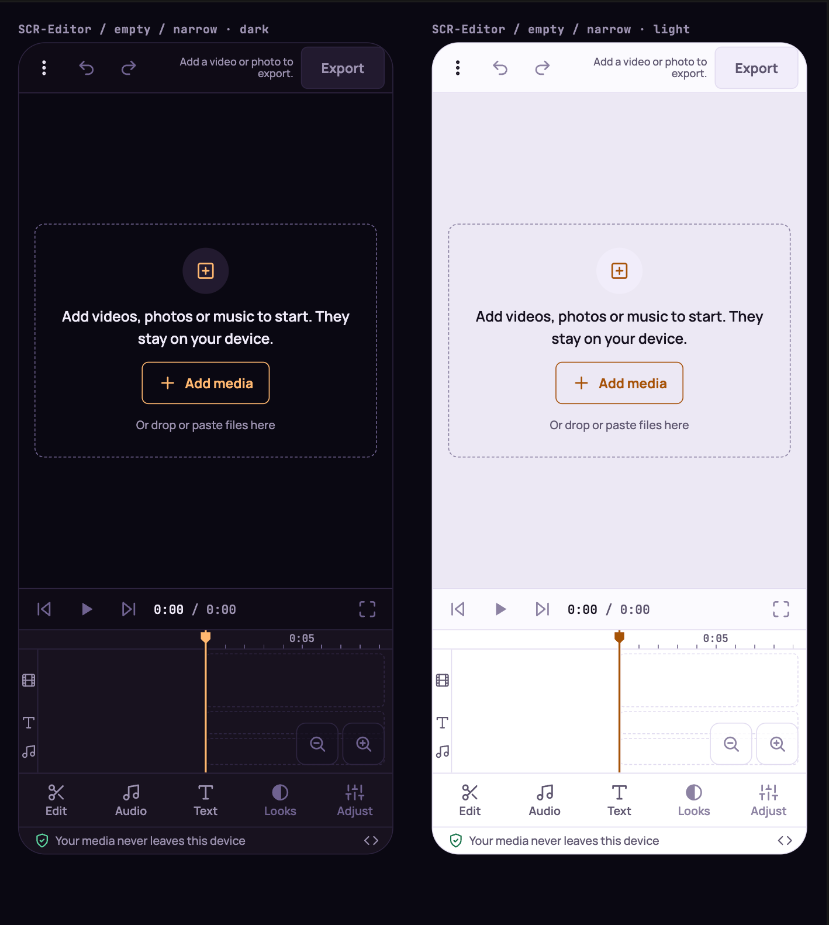 SCR-Editor / empty / narrow · dark
Add a video or photo to
export.
Export
Add videos, photos or music to start. They
stay on your device.
Add media
Or drop or paste files here
0:00 / 0:00
0:05
Edit
Audio
Text
Looks
Adjust
Your media never leaves this device
SCR-Editor / empty / narrow · light
Add a video or photo to
export.
Export
Add videos, photos or music to start. They
stay on your device.
Add media
Or drop or paste files here
0:00 / 0:00
0:05
Edit
Audio
Text
Looks
Adjust
Your media never leaves this device